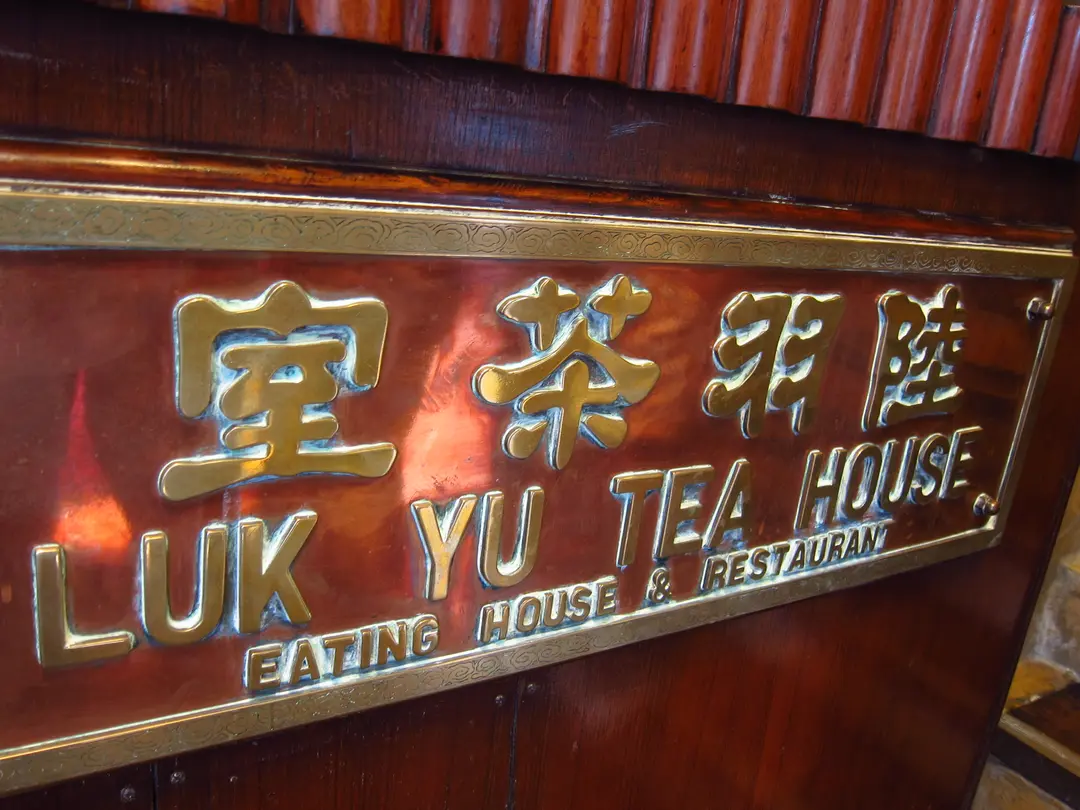 陸羽茶室
LUK YU TEA HOUSE
EATING HOUSE & RESTAURANT